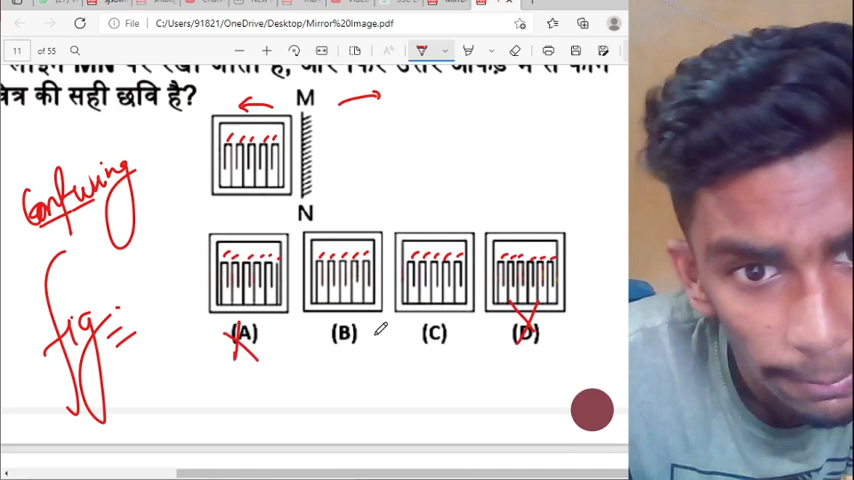 File
C:/Users/91821/OneDrive/Desktop/Mirror%20Image.pdf
11 of 55
चित्र की सही छवि है?
M
N
Confusing
fig
(A) (B) (C) (D)